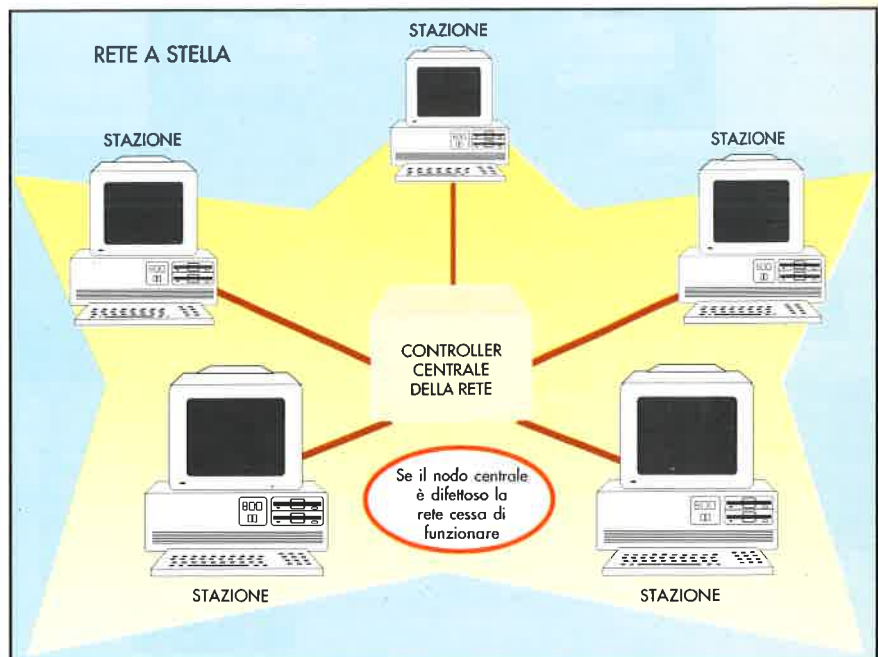 RETE A STELLA
STAZIONE
STAZIONE
STAZIONE
CONTROLLER
CENTRALE
DELLA RETE
Se il nodo centrale
è difettoso la
rete cessa di
funzionare
STAZIONE
STAZIONE